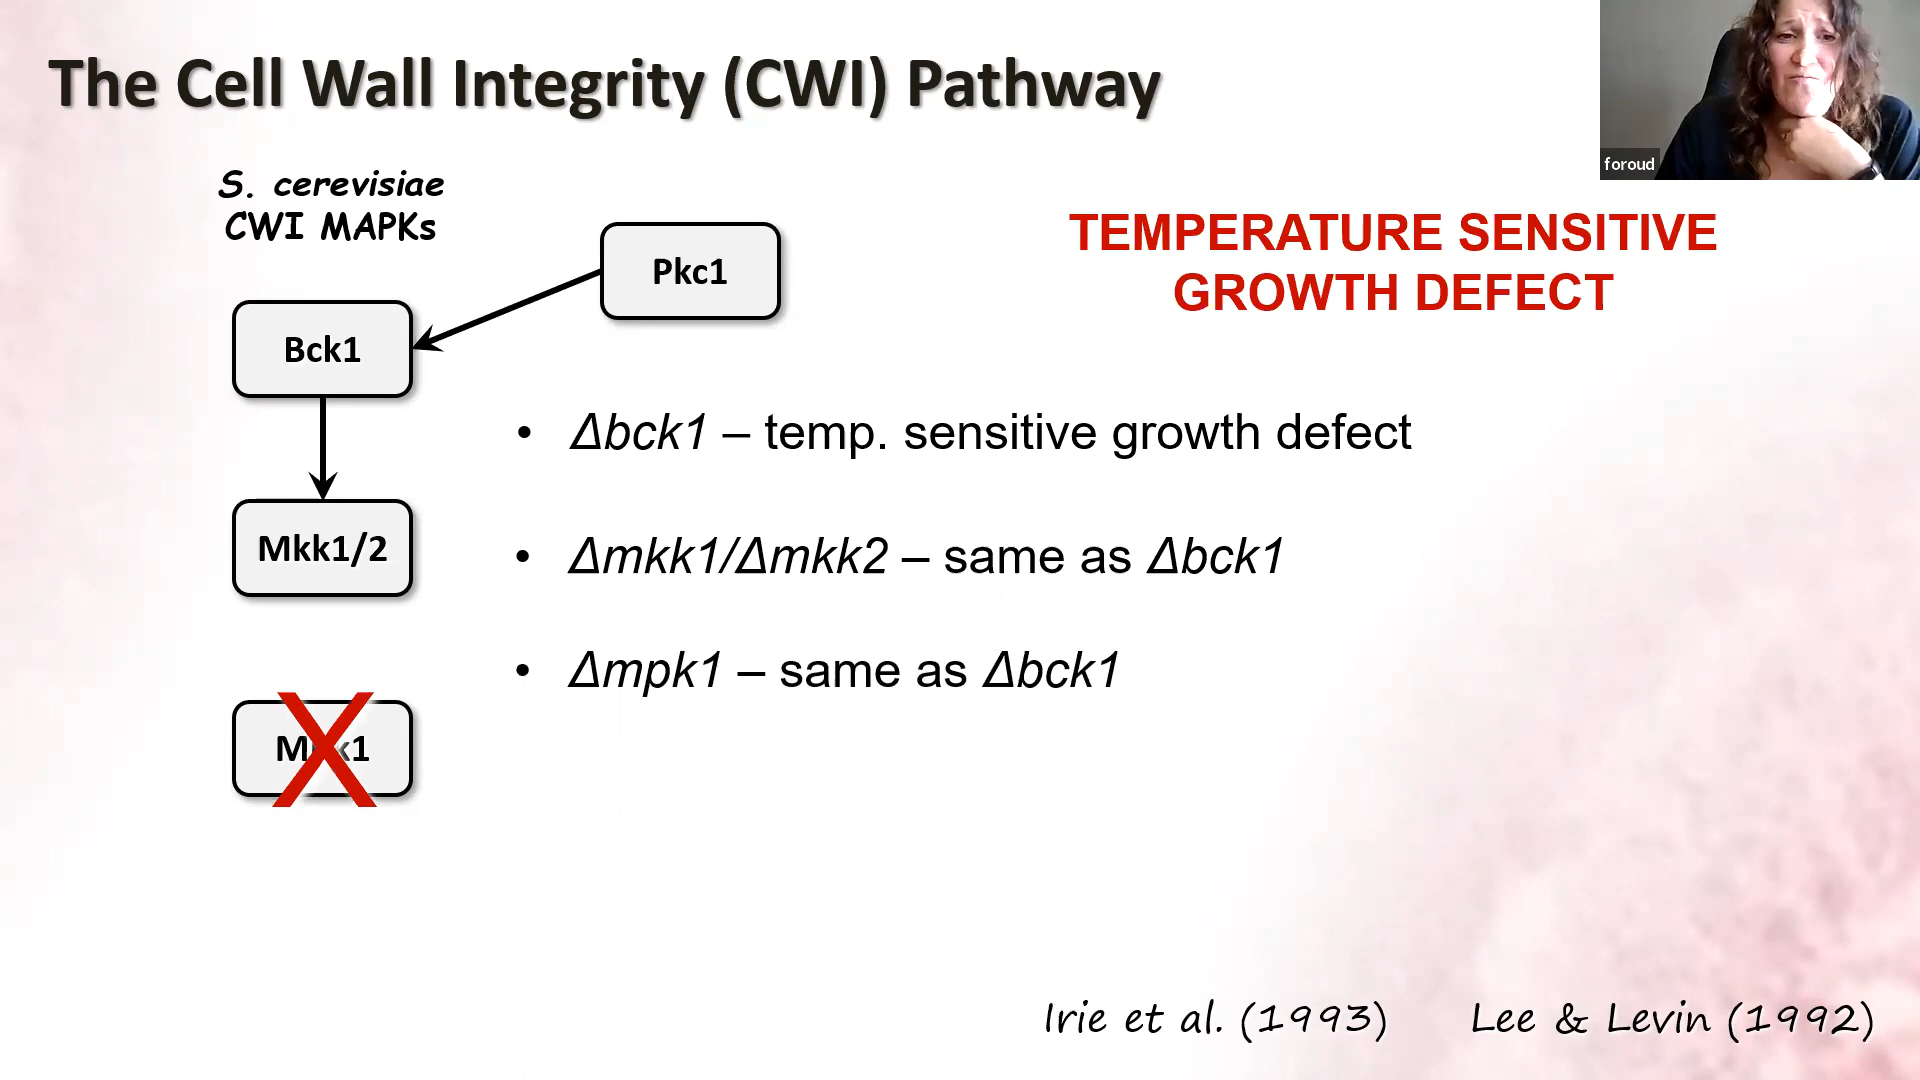 The Cell Wall Integrity (CWI) Pathway
foroud
S. cerevisiae
CWI MAPKs
Pkc1
TEMPERATURE SENSITIVE
GROWTH DEFECT
Bck1
• Δbck1 – temp. sensitive growth defect
Mkk1/2
• Δmkk1/Δmkk2 – same as Δbck1
• Δmpk1 – same as Δbck1
X
Irie et al. (1993) Lee & Levin (1992)